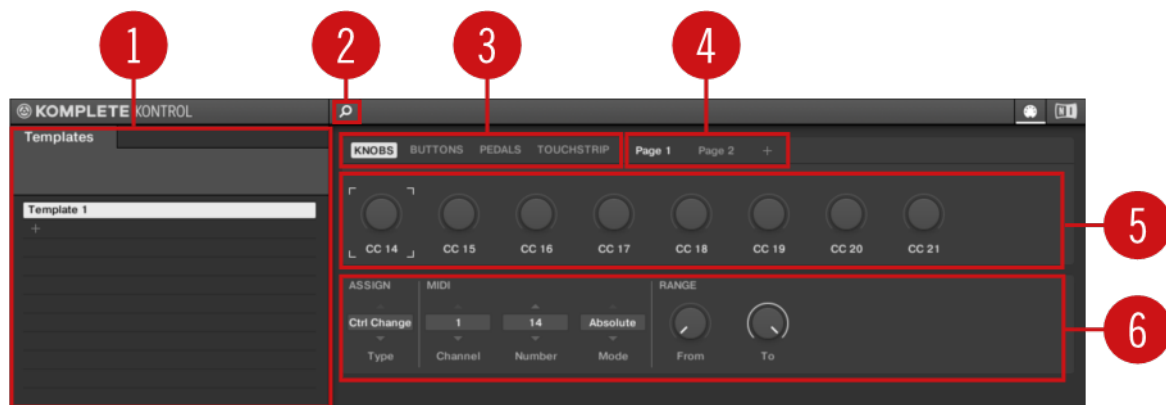 1 2 3 4
KOMPLETE KONTROL
Templates
KNOBS BUTTONS PEDALS TOUCHSTRIP Page 1 Page 2 +
Template 1
+
CC 14 CC 15 CC 16 CC 17 CC 18 CC 19 CC 20 CC 21
5
ASSIGN MIDI RANGE
Ctrl Change 1 14 Absolute
Type Channel Number Mode From To
6